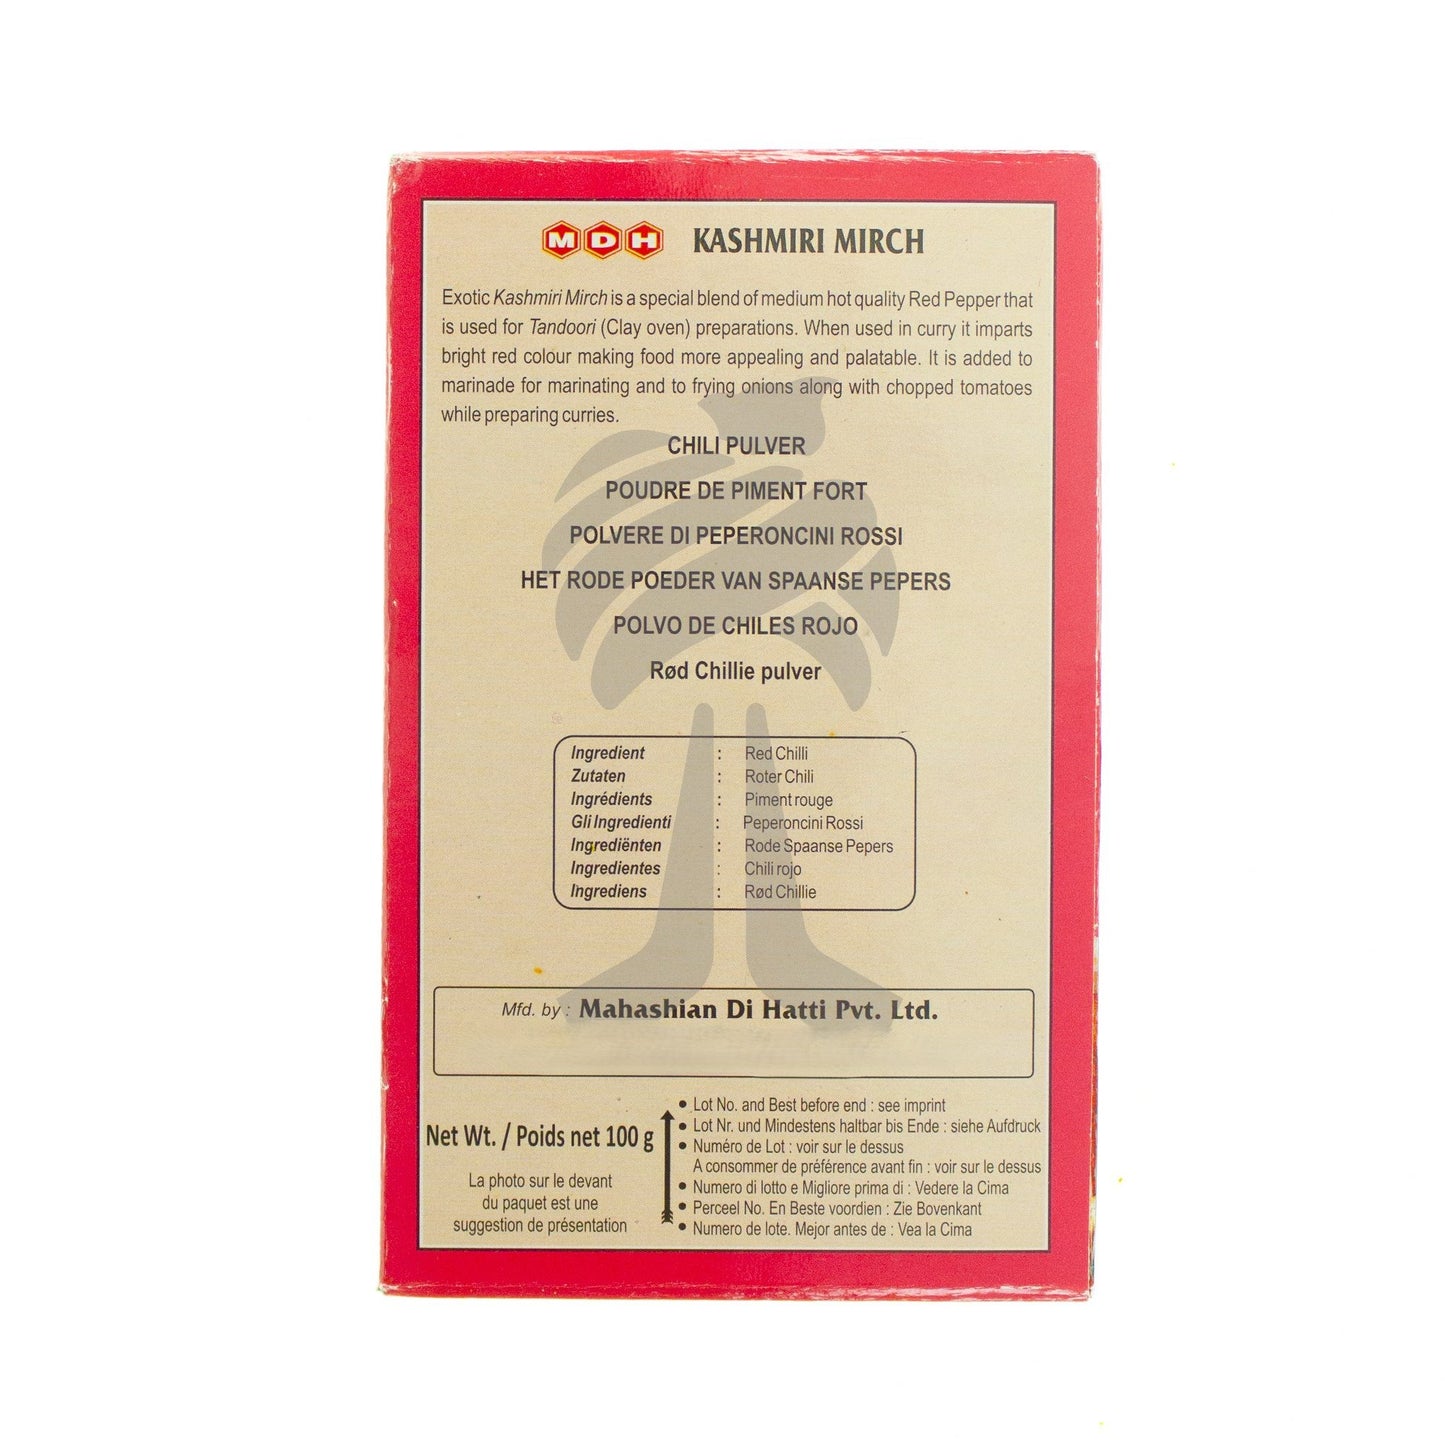 MDH KASHMIRI MIRCH
Exotic Kashmiri Mirch is a special blend of medium hot quality Red Pepper that
is used for Tandoori (Clay oven) preparations. When used in curry it imparts
bright red colour making food more appealing and palatable. It is added to
marinade for marinating and to frying onions along with chopped tomatoes
while preparing curries.
CHILI PULVER
POUDRE DE PIMENT FORT
POLVERE DI PEPERONCINI ROSSI
HET RODE POEDER VAN SPAANSE PEPERS
POLVO DE CHILES ROJO
Rød Chillie pulver
Ingredient : Red Chilli
Zutaten : Roter Chili
Ingrédients : Piment rouge
Gli Ingredienti : Peperoncini Rossi
Ingrediënten : Rode Spaanse Pepers
Ingredientes : Chili rojo
Ingrediens : Rød Chillie
Mfd. by : Mahashian Di Hatti Pvt. Ltd.
Net Wt. / Poids net 100 g
La photo sur le devant
du paquet est une
suggestion de présentation
• Lot No. and Best before end : see imprint
• Lot Nr. und Mindestens haltbar bis Ende : siehe Aufdruck
• Numéro de Lot : voir sur le dessus
A consommer de préférence avant fin : voir sur le dessus
• Numero di lotto e Migliore prima di : Vedere la Cima
• Perceel No. En Beste voordien : Zie Bovenkant
• Numero de lote. Mejor antes de : Vea la Cima